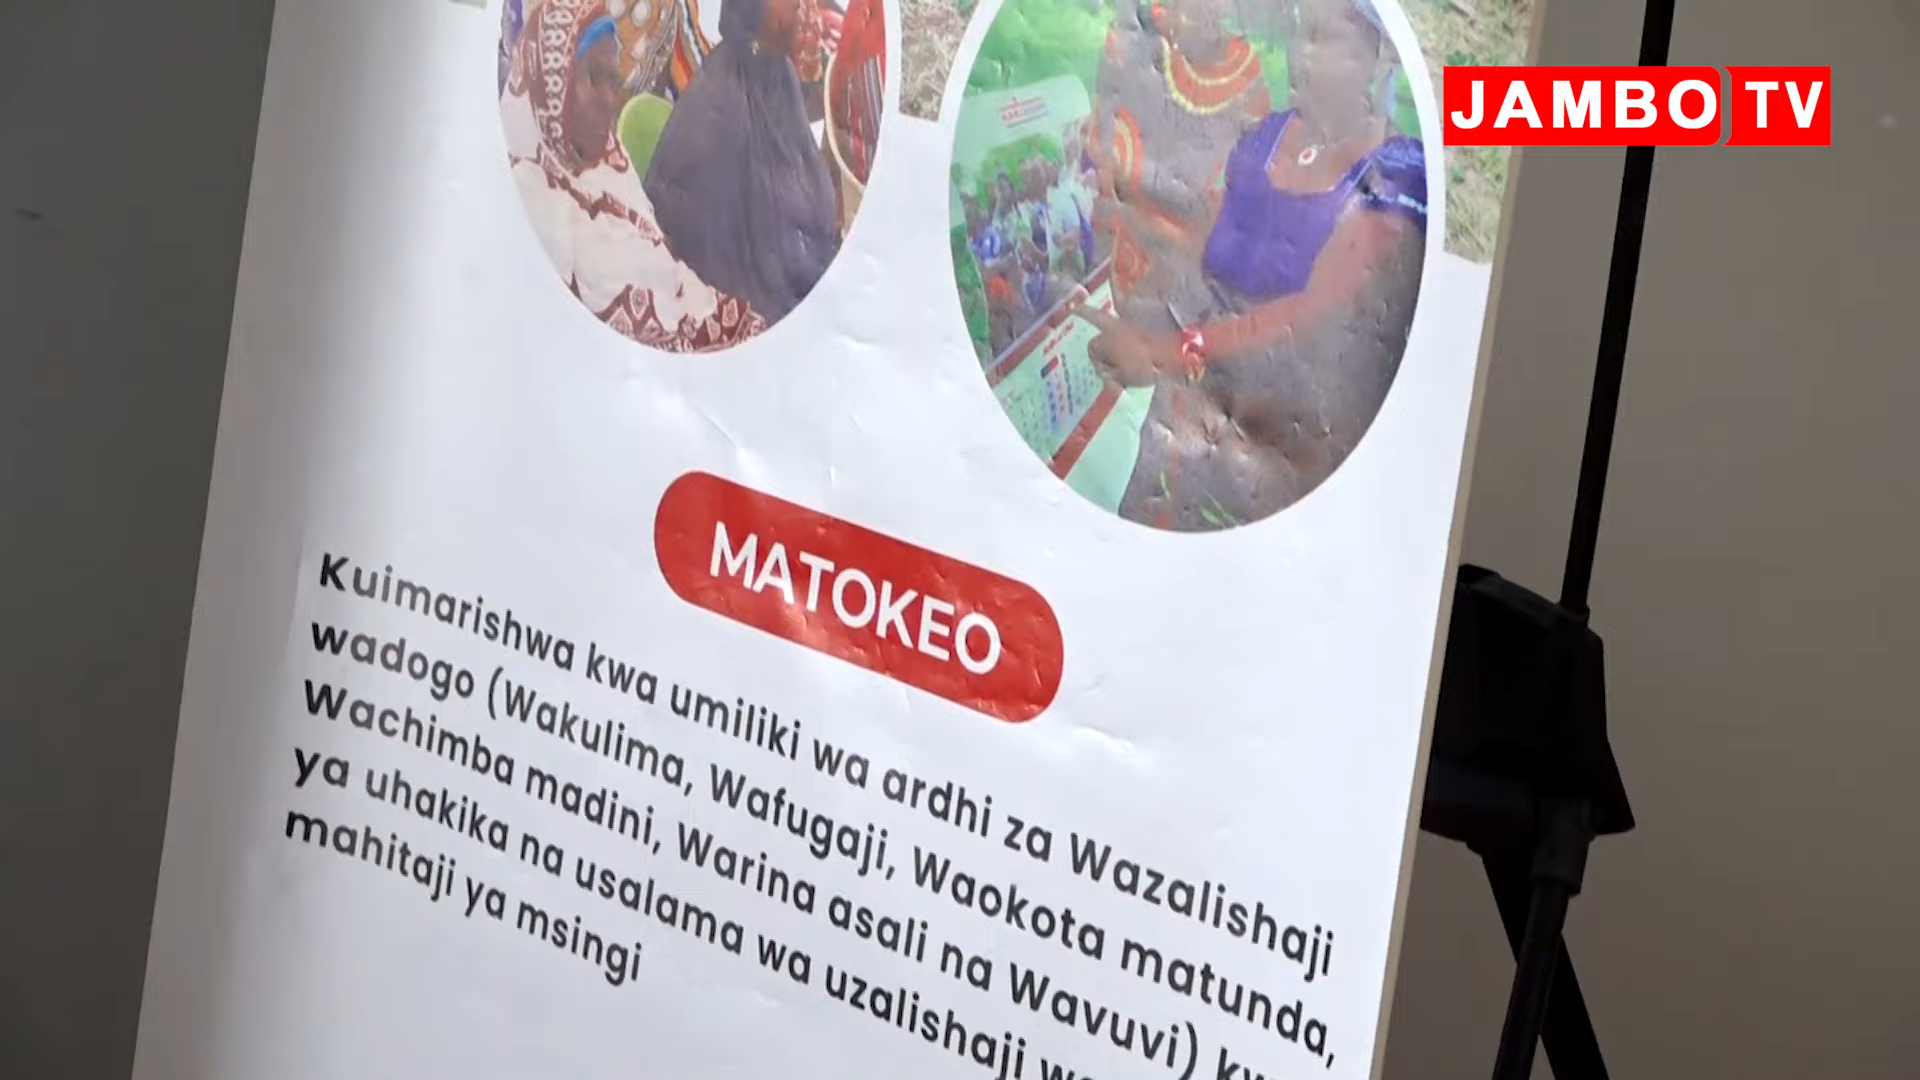 JAMBO TV
MATOKEO
Kuimarishwa kwa umiliki wa ardhi za Wazalishaji
wadogo (Wakulima, Wafugaji, Waokota matunda,
Wachimba madini, Warina asali na Wavuvi)
ya uhakika na usalama wa uzalishaji
mahitaji ya msingi